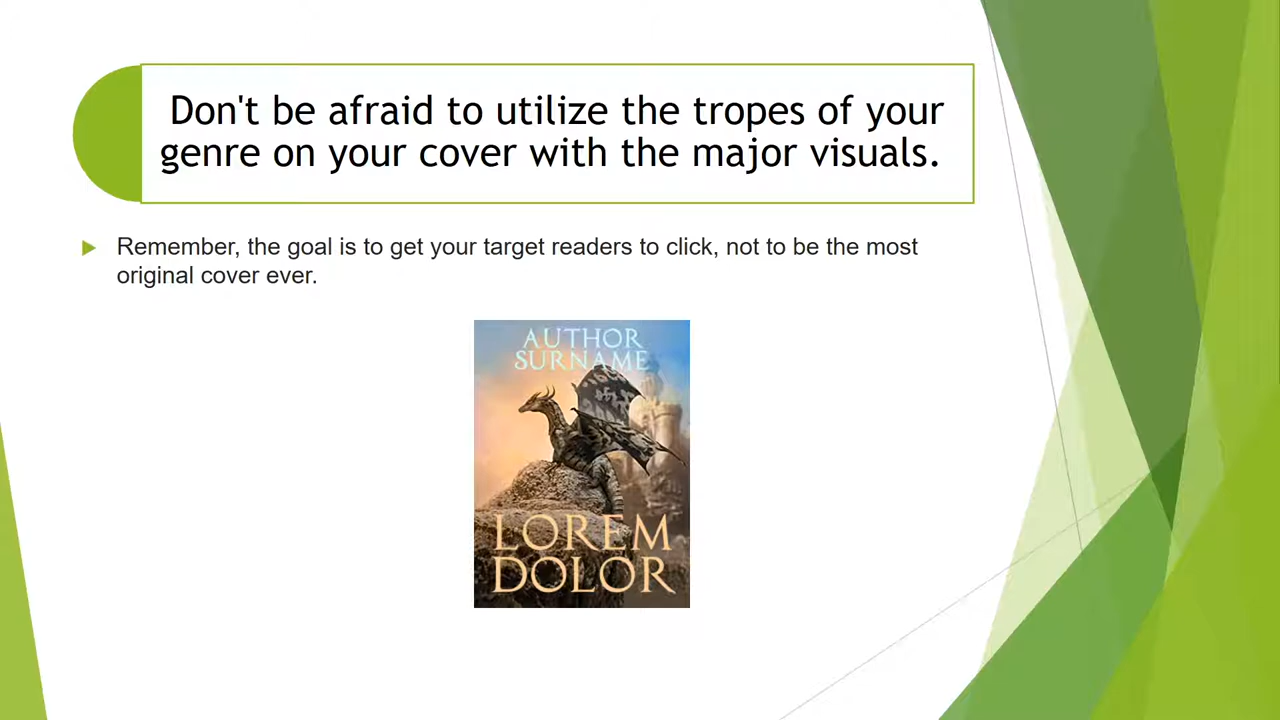 Don't be afraid to utilize the tropes of your
genre on your cover with the major visuals.
Remember, the goal is to get your target readers to click, not to be the most
original cover ever.
AUTHOR
SURNAME
LOREM
DOLOR